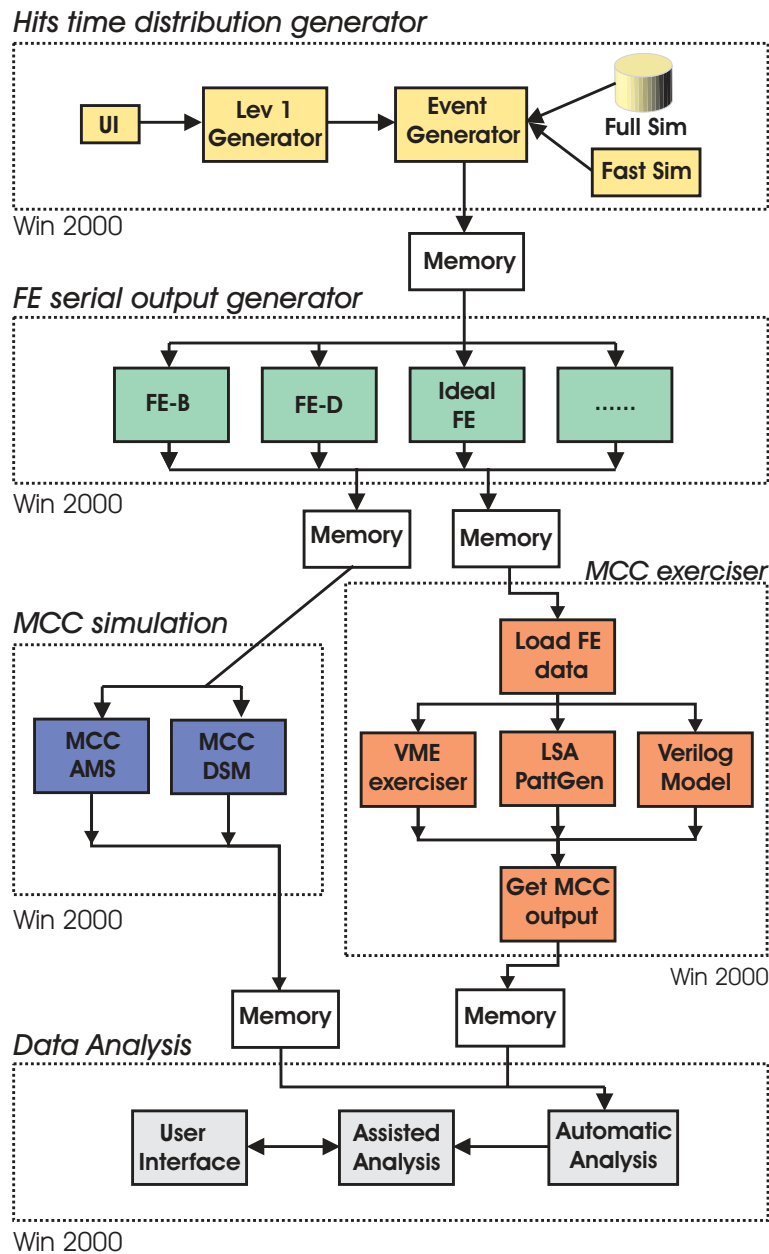 Hits time distribution generator
UI
Lev 1
Generator
Event
Generator
Full Sim
Fast Sim
Win 2000
Memory
FE serial output generator
FE-B
FE-D
Ideal
FE
......
Win 2000
Memory
Memory
MCC exerciser
MCC simulation
Load FE
data
MCC
AMS
MCC
DSM
VME
exerciser
LSA
PattGen
Verilog
Model
Get MCC
output
Win 2000
Win 2000
Memory
Memory
Data Analysis
User
Interface
Assisted
Analysis
Automatic
Analysis
Win 2000